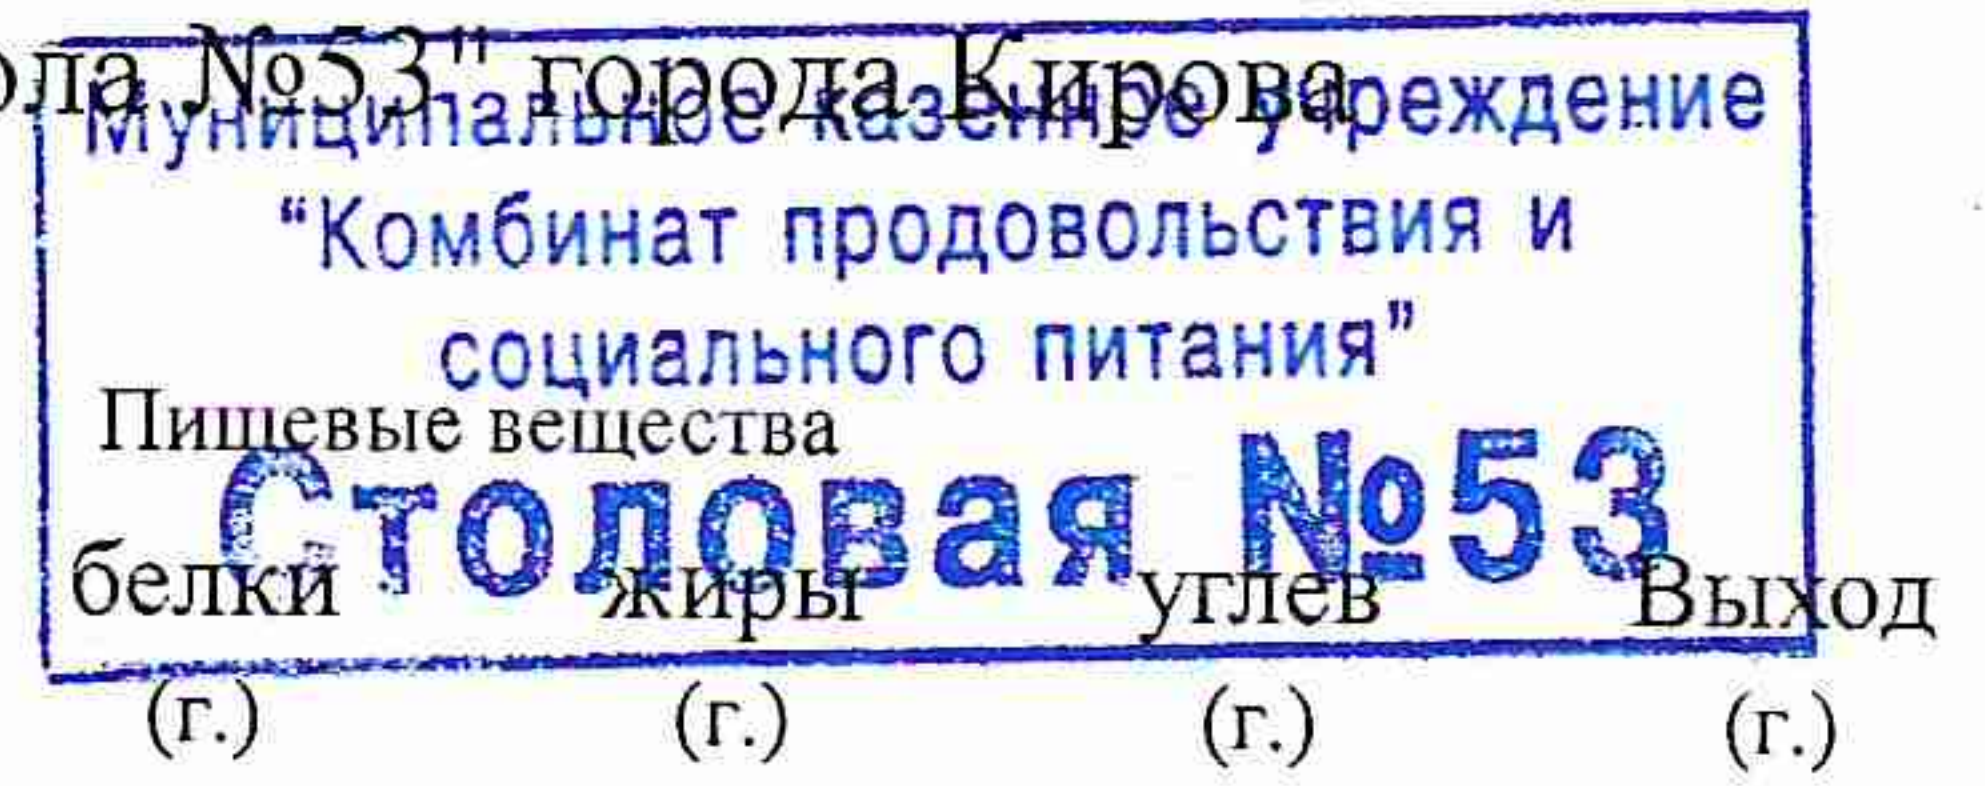 ола №53" города Кирова
Муниципальное казенное учреждение
“Комбинат продовольствия и
социального питания”
Пищевые вещества
Столовая №53
белки жиры углев Выход
(г.) (г.) (г.) (г.)